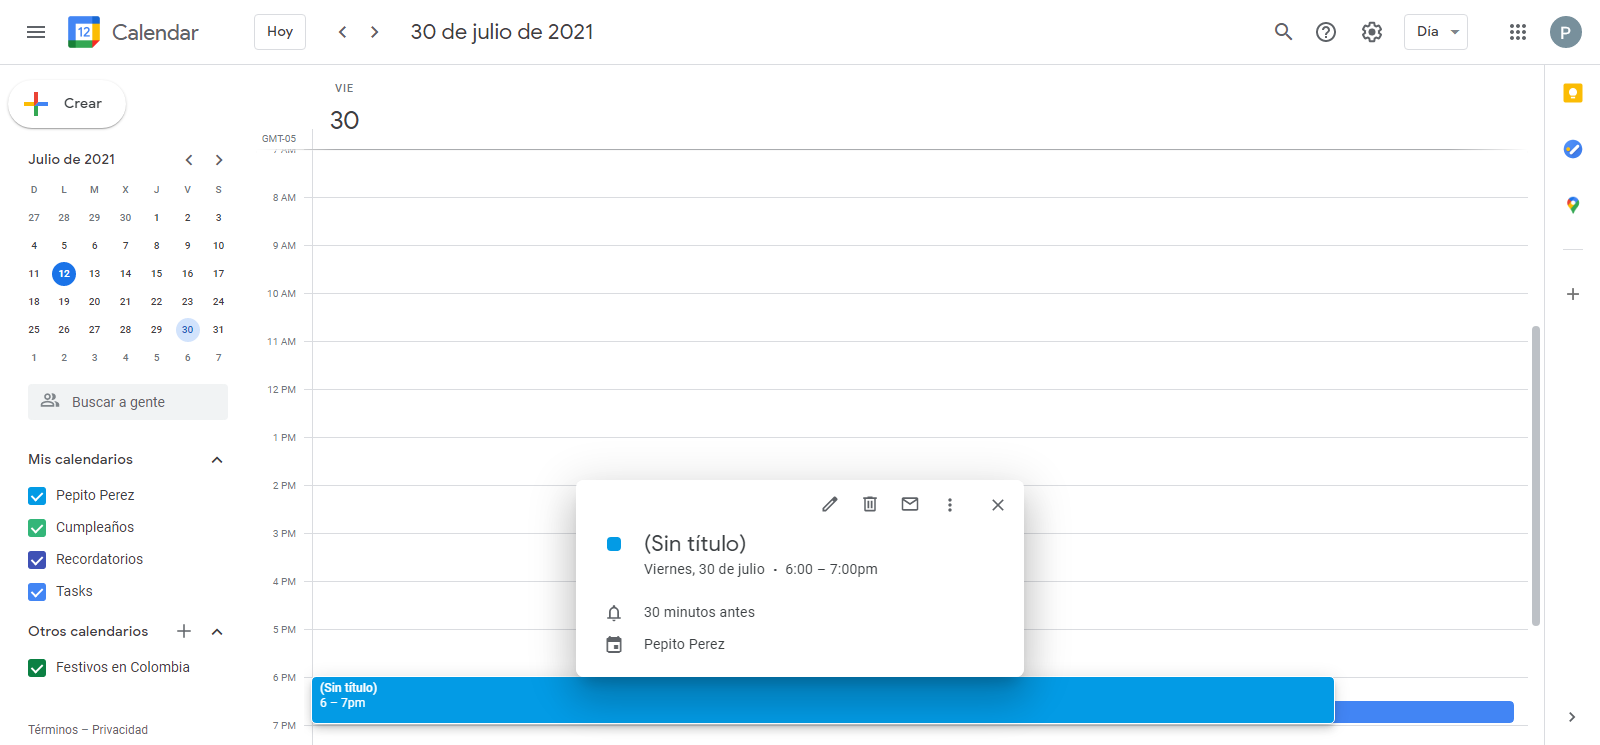 12 Calendar Hoy 30 de julio de 2021 Día P
Crear
Julio de 2021
D L M X J V S
27 28 29 30 1 2 3
4 5 6 7 8 9 10
11 12 13 14 15 16 17
18 19 20 21 22 23 24
25 26 27 28 29 30 31
1 2 3 4 5 6 7
Buscar a gente
Mis calendarios
Pepito Perez
Cumpleaños
Recordatorios
Tasks
Otros calendarios
Festivos en Colombia
Términos – Privacidad
VIE
30
GMT-05
7 AM
8 AM
9 AM
10 AM
11 AM
12 PM
1 PM
2 PM
3 PM
4 PM
5 PM
6 PM
7 PM
(Sin título)
Viernes, 30 de julio • 6:00 – 7:00pm
30 minutos antes
Pepito Perez
(Sin título)
6 – 7pm